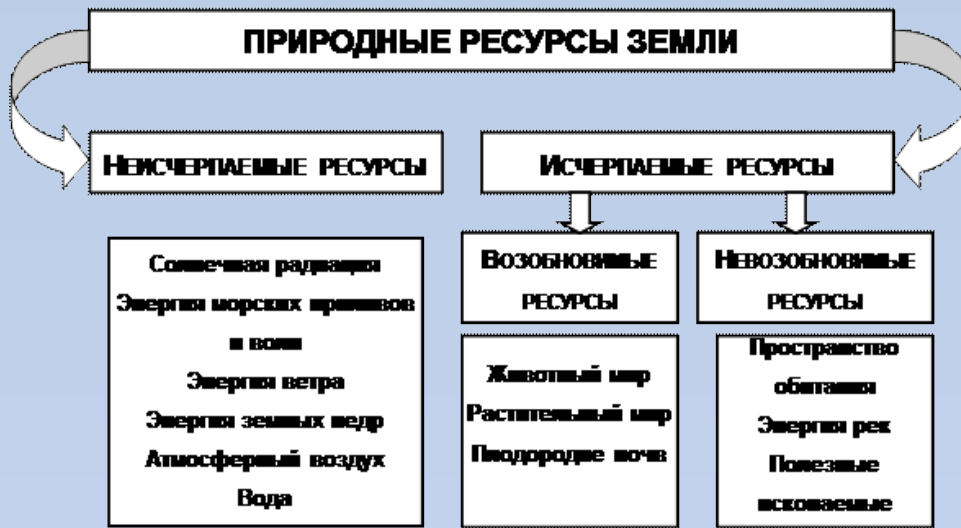 ПРИРОДНЫЕ РЕСУРСЫ ЗЕМЛИ
НЕИСЧЕРПАЕМЫЕ РЕСУРСЫ
ИСЧЕРПАЕМЫЕ РЕСУРСЫ
ВОЗОБНОВИМЫЕ
РЕСУРСЫ
НЕВОЗОБНОВИМЫЕ
РЕСУРСЫ
Солнечная радиация
Энергия морских приливов
и волн
Энергия ветра
Энергия земных недр
Атмосферный воздух
Вода
Животный мир
Растительный мир
Плодородие почв
Пространство
обитания
Энергия рек
Полезные
ископаемые